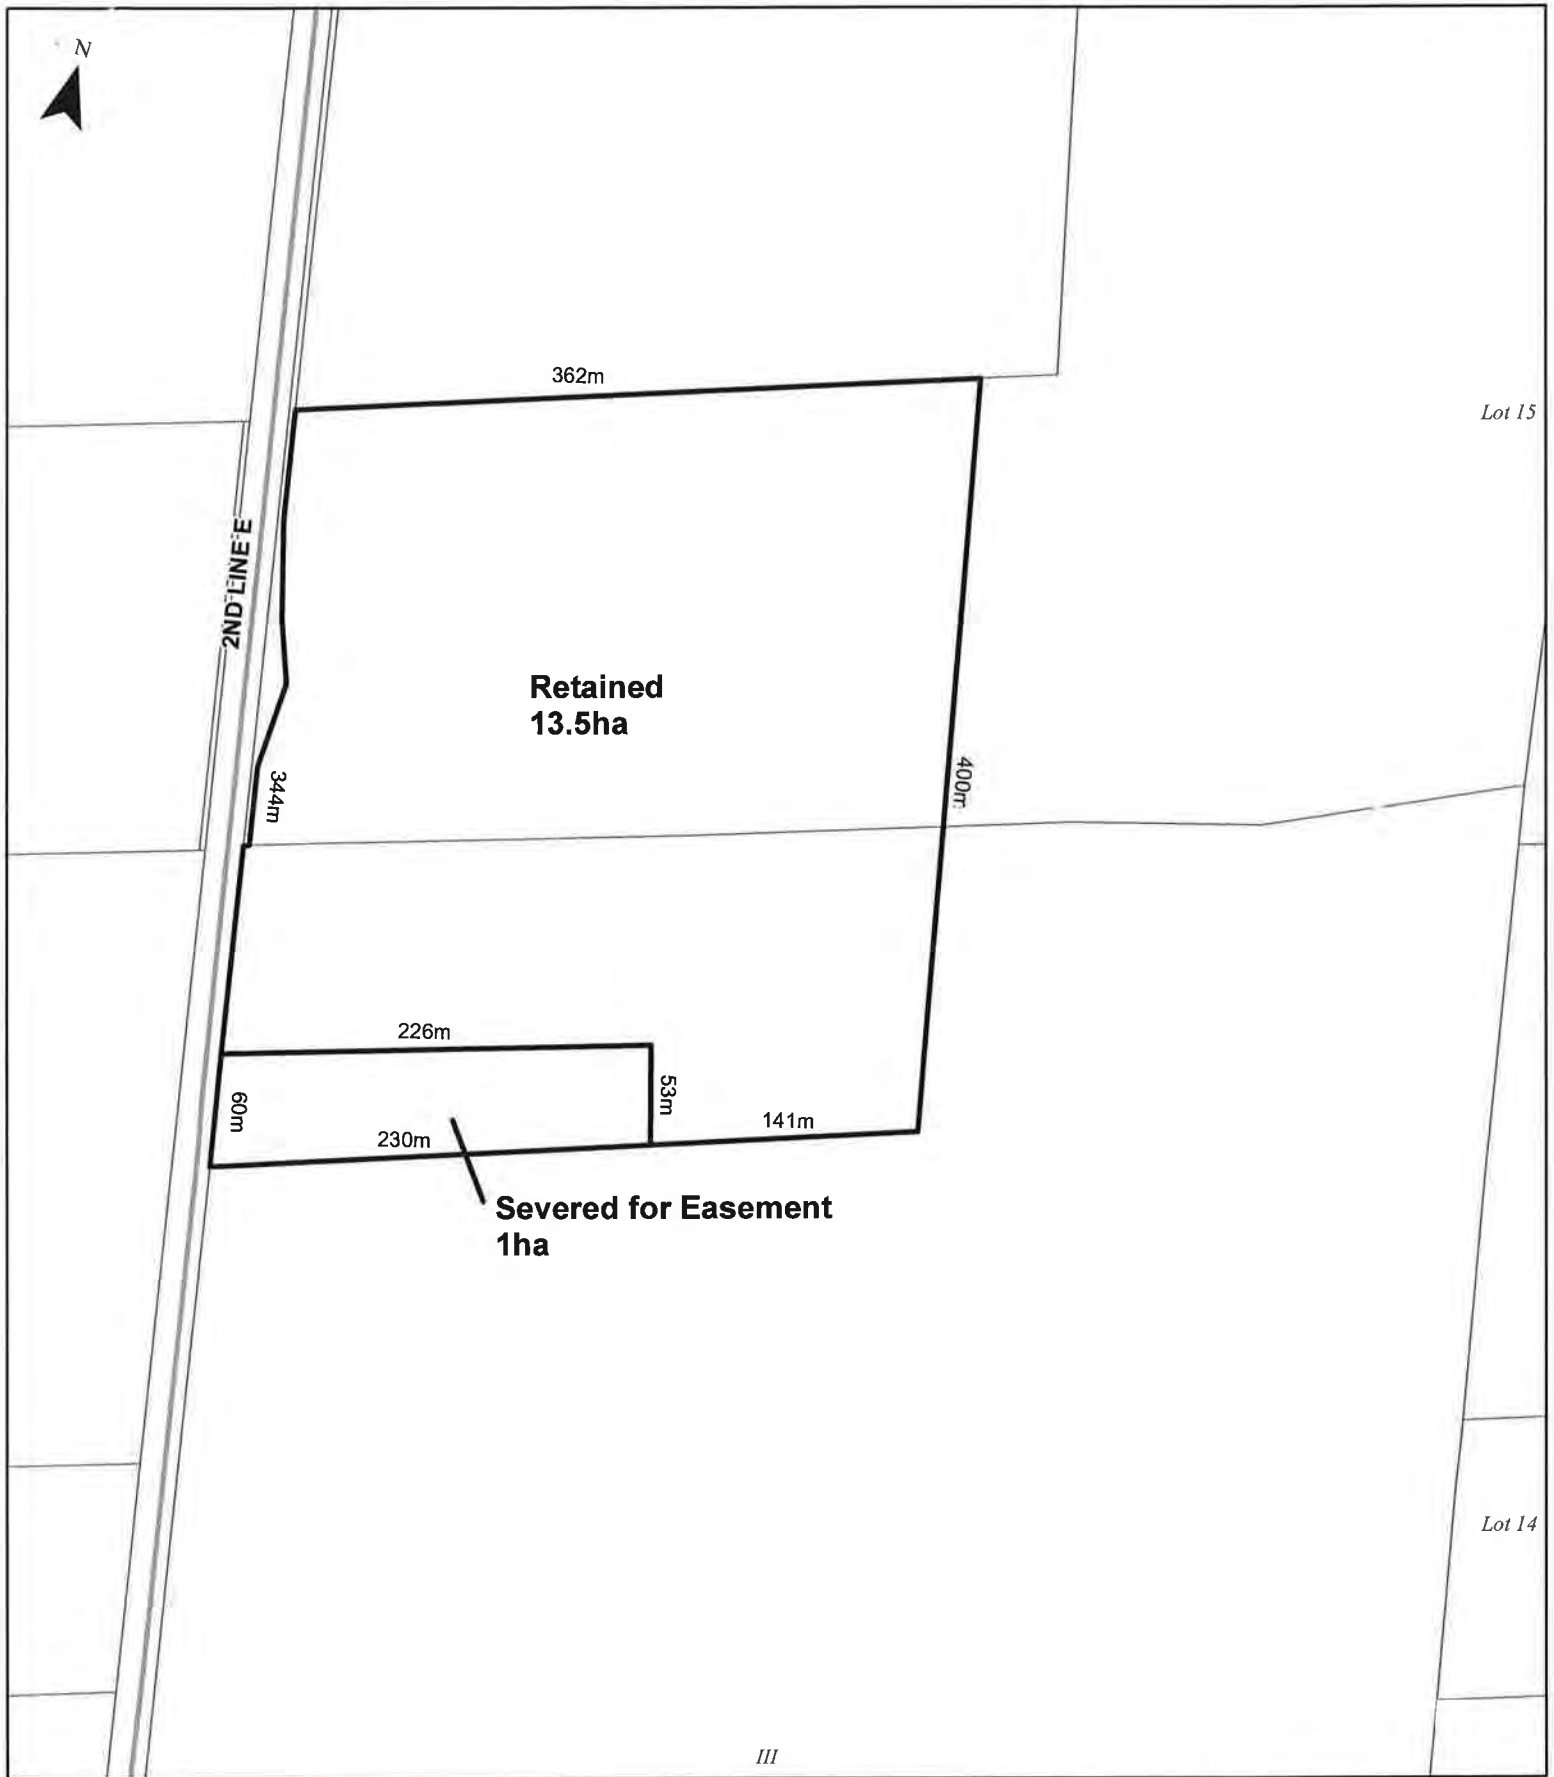 N
362m
Lot 15
2ND LINE E
Retained
13.5ha
400m
344m
226m
53m
60m
141m
230m
Severed for Easement
1ha
Lot 14
III